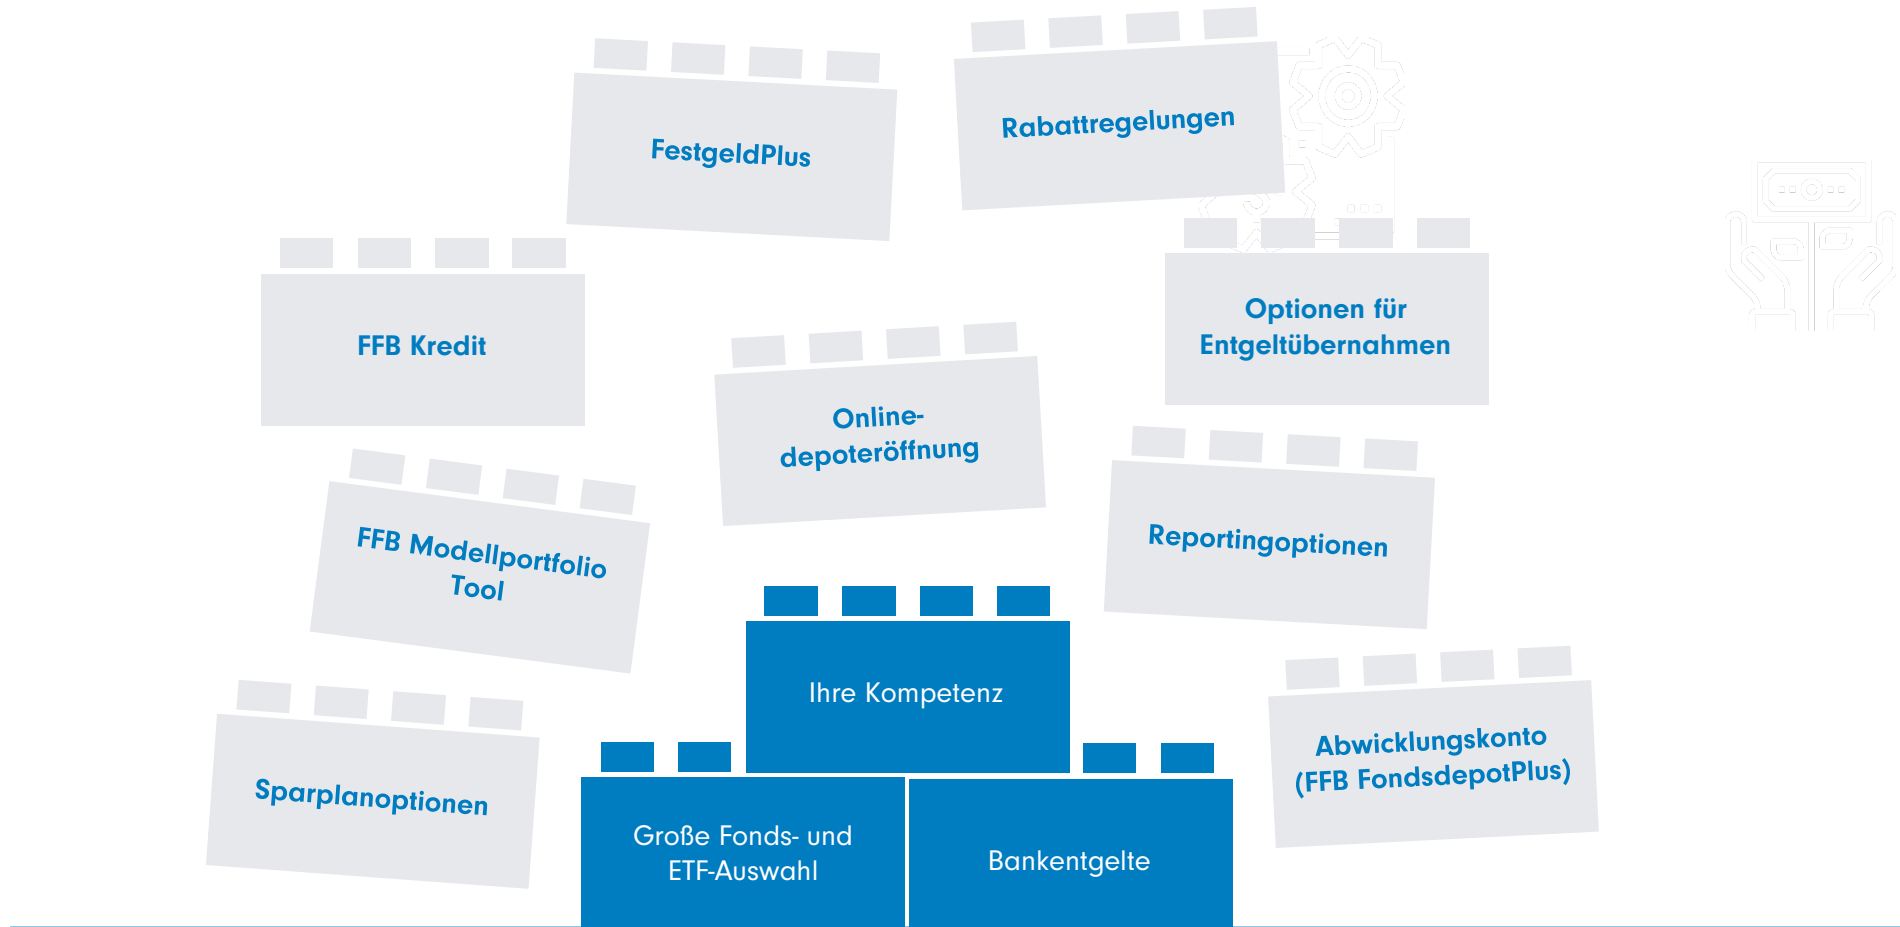 Rabattregelungen
FestgeldPlus
Optionen für
Entgeltübernahmen
FFB Kredit
Online-
depoteröffnung
Reportingoptionen
FFB Modellportfolio
Tool
Ihre Kompetenz
Abwicklungskonto
(FFB FondsdepotPlus)
Sparplanoptionen
Große Fonds- und
ETF-Auswahl
Bankentgelte